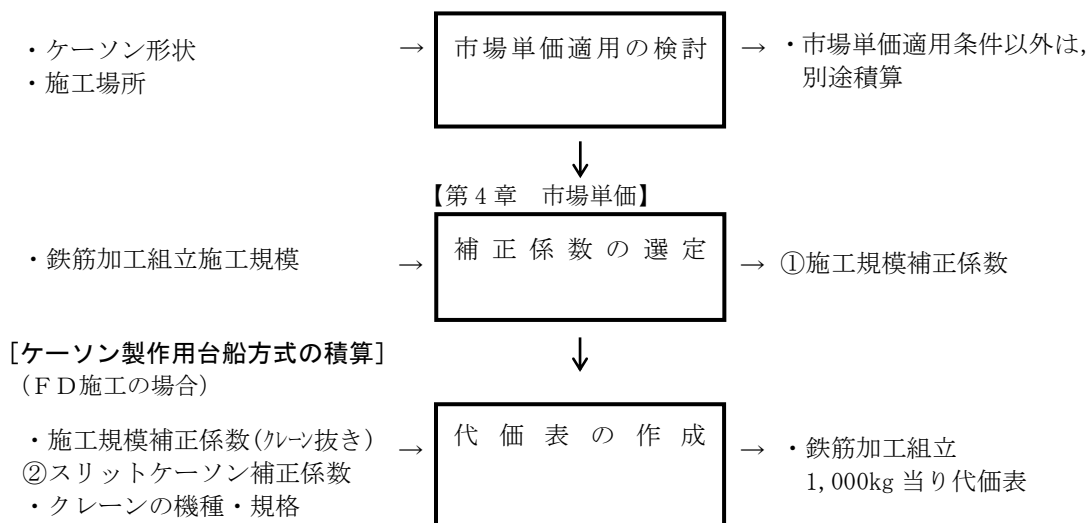 ・ケーソン形状 → 市場単価適用の検討 → ・市場単価適用条件以外は,
・施工場所 別途積算
↓
【第4章 市場単価】
・鉄筋加工組立施工規模 → 補正係数の選定 → ①施工規模補正係数
[ケーソン製作用台船方式の積算] ↓
(FD施工の場合)
・施工規模補正係数(クレーン抜き) → 代価表の作成 → ・鉄筋加工組立
②スリットケーソン補正係数 1,000kg 当り代価表
・クレーンの機種・規格